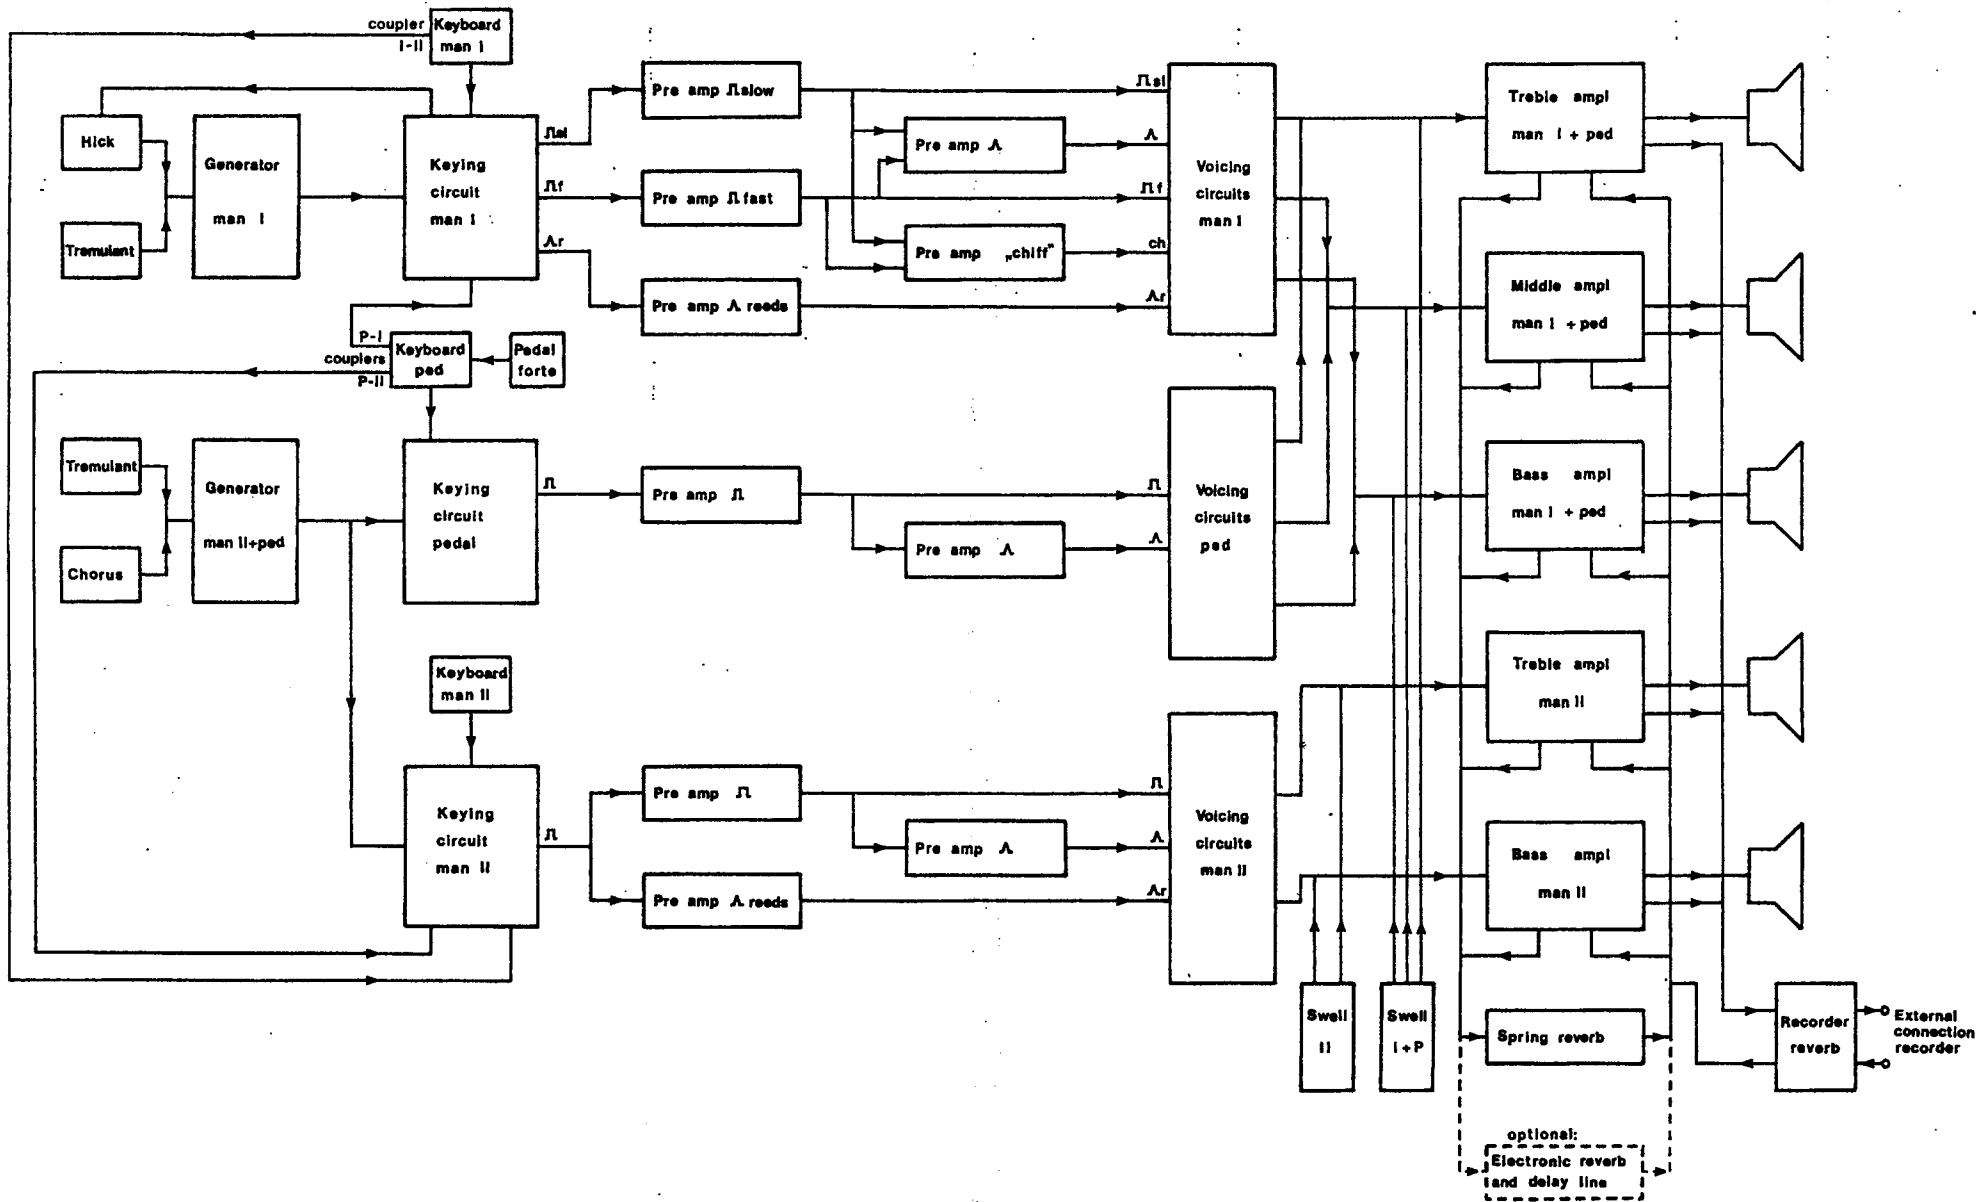 coupler
I-II
Keyboard
man I
Hick
Tremulant
Generator
man I
Keying
circuit
man I
⎍sl
⎍f
Λr
Pre amp ⎍ slow
Pre amp ⎍ fast
Pre amp Λ reeds
Pre amp Λ
Pre amp „chiff"
⎍sl
Λ
⎍f
ch
Λr
Voicing
circuits
man I
Treble ampl
man I + ped
Middle ampl
man I + ped
P-I
couplers
P-II
Keyboard
ped
Pedal
forte
Tremulant
Chorus
Generator
man II+ped
Keying
circuit
pedal
⎍
Pre amp ⎍
Pre amp Λ
⎍
Λ
Voicing
circuits
ped
Bass ampl
man I + ped
Keyboard
man II
Keying
circuit
man II
⎍
Pre amp ⎍
Pre amp Λ
Pre amp Λ reeds
⎍
Λ
Λr
Voicing
circuits
man II
Treble ampl
man II
Bass ampl
man II
Swell
II
Swell
I+P
Spring reverb
Recorder
reverb
External
connection
recorder
optional:
Electronic reverb
and delay line